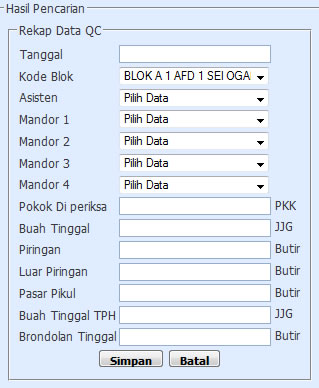 Hasil Pencarian
Rekap Data QC
Tanggal
Kode Blok BLOK A 1 AFD 1 SEI OGA
Asisten Pilih Data
Mandor 1 Pilih Data
Mandor 2 Pilih Data
Mandor 3 Pilih Data
Mandor 4 Pilih Data
Pokok Di periksa PKK
Buah Tinggal JJG
Piringan Butir
Luar Piringan Butir
Pasar Pikul Butir
Buah Tinggal TPH JJG
Brondolan Tinggal Butir
Simpan Batal